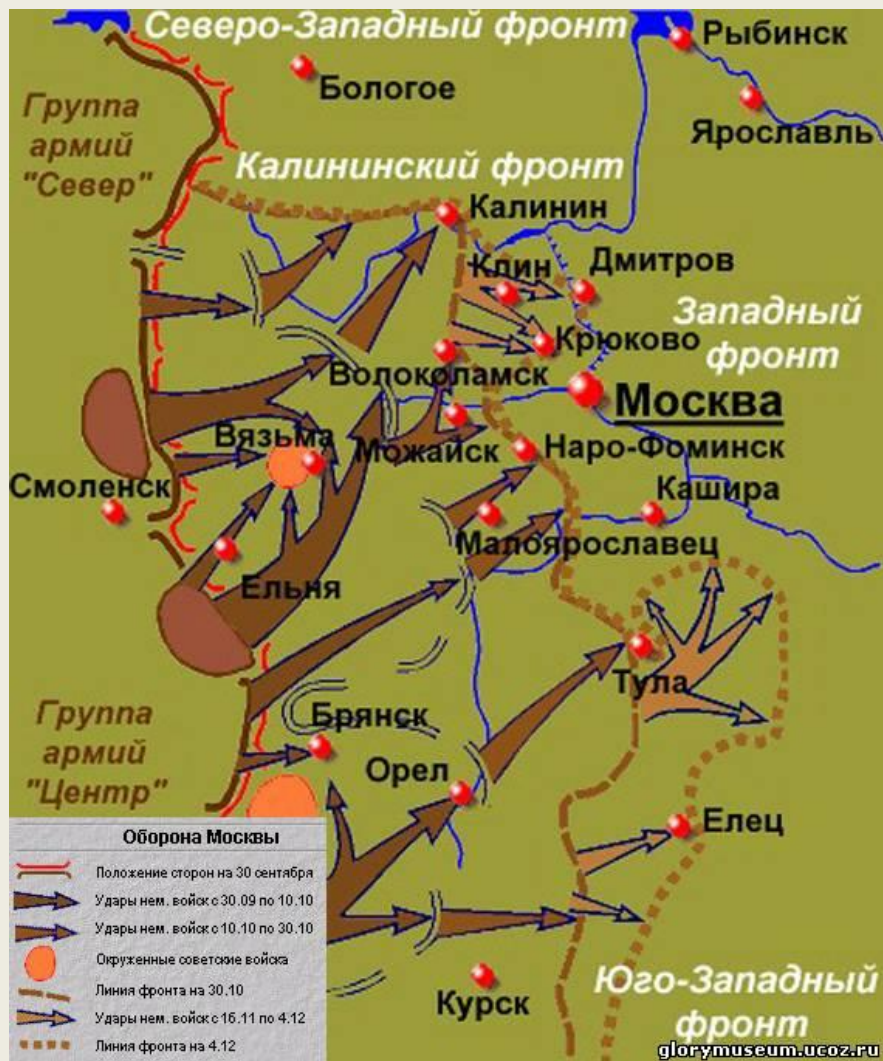 Северо-Западный фронт
Рыбинск
Бологое
Группа
армий
"Север"
Ярославль
Калининский фронт
Калинин
Клин
Дмитров
Западный
фронт
Крюково
Волоколамск
Москва
Вязьма
Можайск
Наро-Фоминск
Смоленск
Кашира
Малоярославец
Ельня
Тула
Группа
армий
"Центр"
Брянск
Орел
Елец
Оборона Москвы
Положение сторон на 30 сентября
Удары нем. войск с 30.09 по 10.10
Удары нем. войск с 10.10 по 30.10
Окруженные советские войска
Линия фронта на 30.10
Удары нем. войск с 16.11 по 4.12
Линия фронта на 4.12
Курск
Юго-Западный
фронт
glorymuseum.ucoz.ru